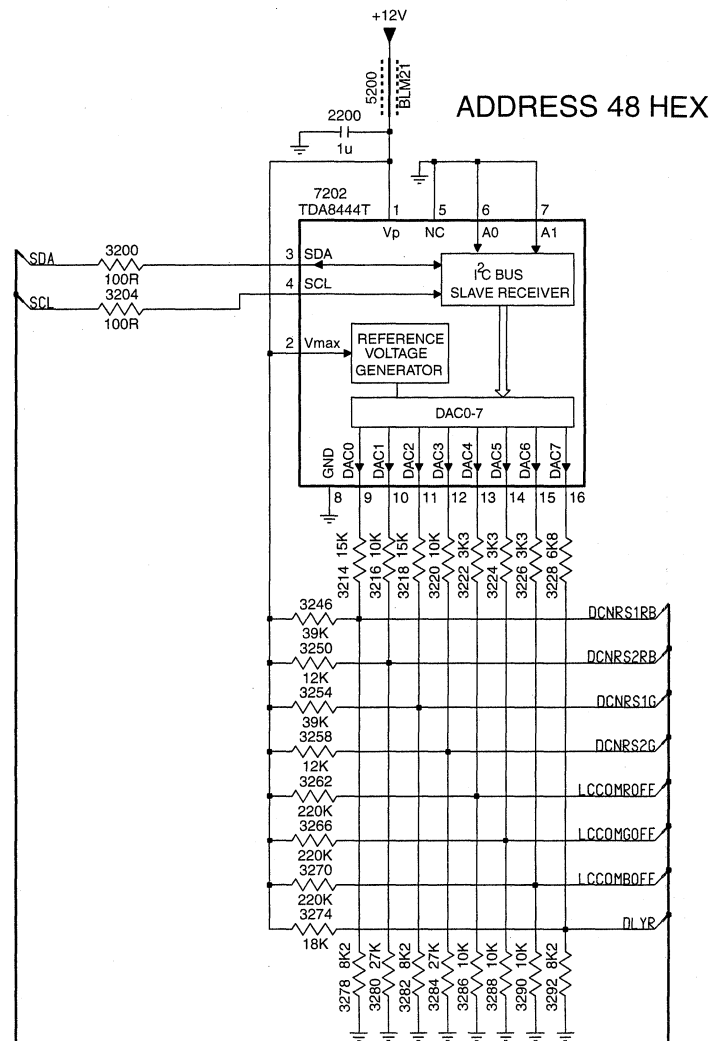 +12V
5200
BLM21
ADDRESS 48 HEX
2200
1u
7202
TDA8444T
1 5 6 7
Vp NC A0 A1
SDA 3200 3 SDA
100R
I2C BUS
SLAVE RECEIVER
SCL 3204 4 SCL
100R
2 Vmax
REFERENCE
VOLTAGE
GENERATOR
DAC0-7
GND DAC0 DAC1 DAC2 DAC3 DAC4 DAC5 DAC6 DAC7
8 9 10 11 12 13 14 15 16
3214 15K 3216 10K 3218 15K 3220 10K 3222 3K3 3224 3K3 3226 3K3 3228 6K8
3246 DCNRS1RB
39K
3250 DCNRS2RB
12K
3254 DCNRS1G
39K
3258 DCNRS2G
12K
3262 LCCOMROFF
220K
3266 LCCOMGOFF
220K
3270 LCCOMBOFF
220K
3274 DLYR
18K
3278 8K2 3280 27K 3282 8K2 3284 27K 3286 10K 3288 10K 3290 10K 3292 8K2